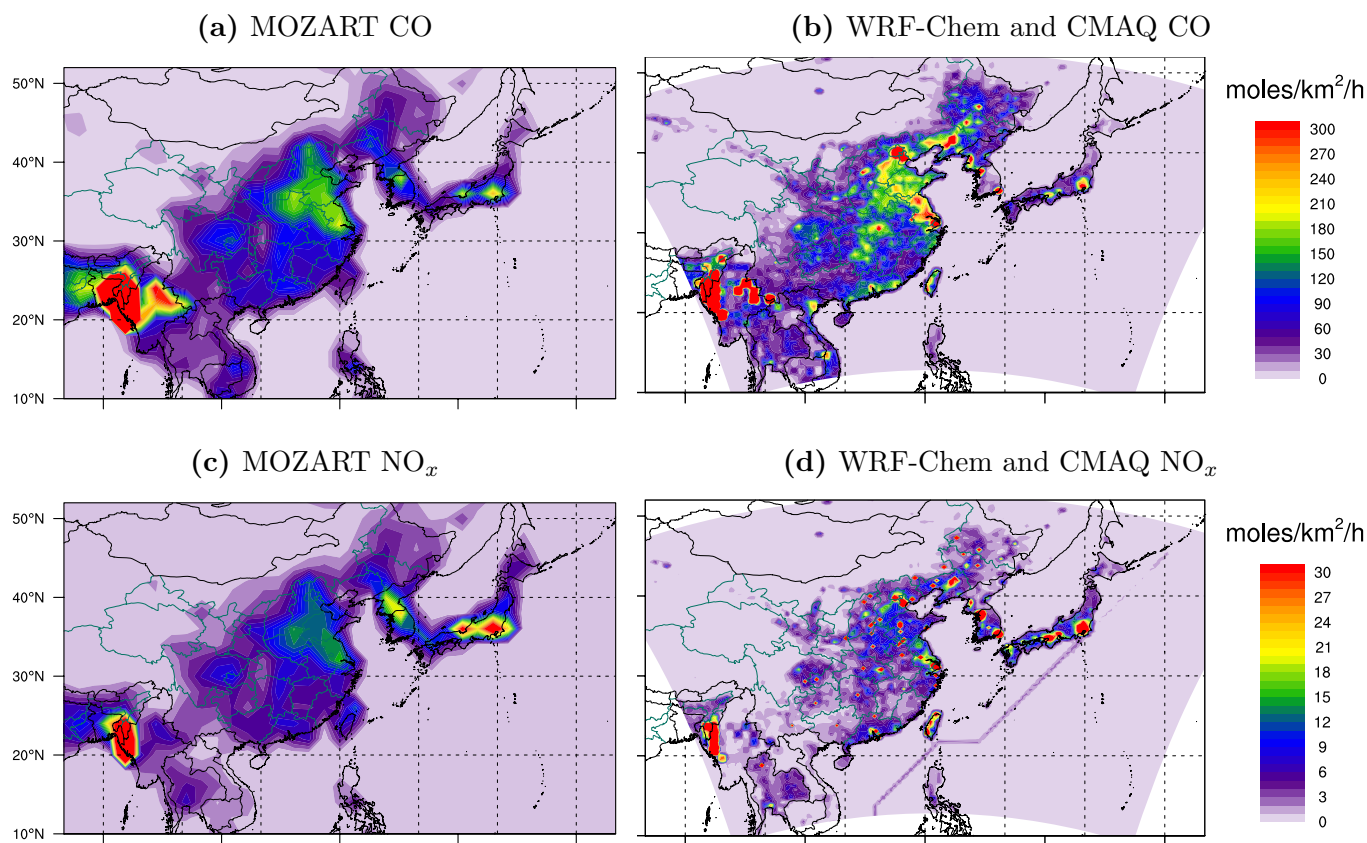 (a) MOZART CO
(b) WRF-Chem and CMAQ CO
50°N
40°N
30°N
20°N
10°N
moles/km²/h
300
270
240
210
180
150
120
90
60
30
0
(c) MOZART NOₓ
(d) WRF-Chem and CMAQ NOₓ
50°N
40°N
30°N
20°N
10°N
moles/km²/h
30
27
24
21
18
15
12
9
6
3
0